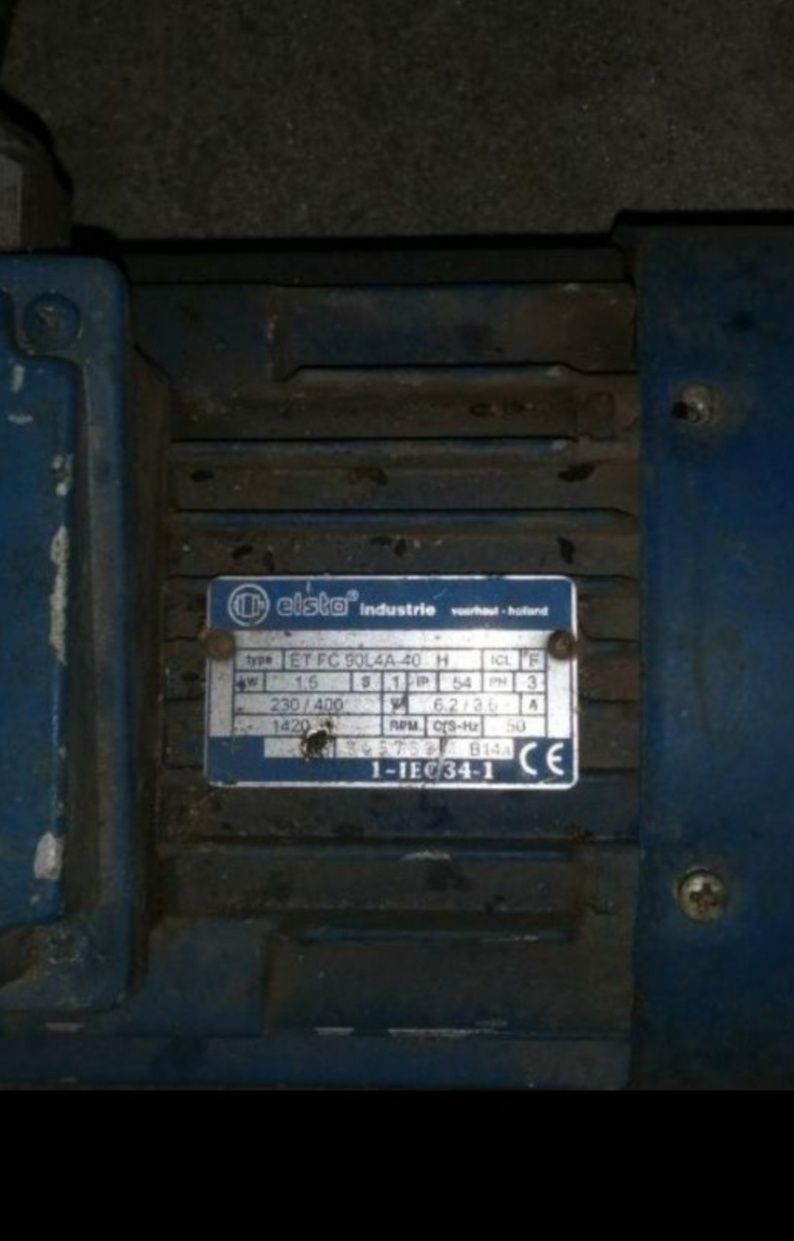 elsto® industrie voorhout - holland
type ET FC 90L4A-40 H ICL F
kW 1.5 S 1 IP 54 PH 3
230 / 400 V 6.2 / 3.6 A
1420 RPM C/S-Hz 50
B14a
1~IEC 34-1 CE